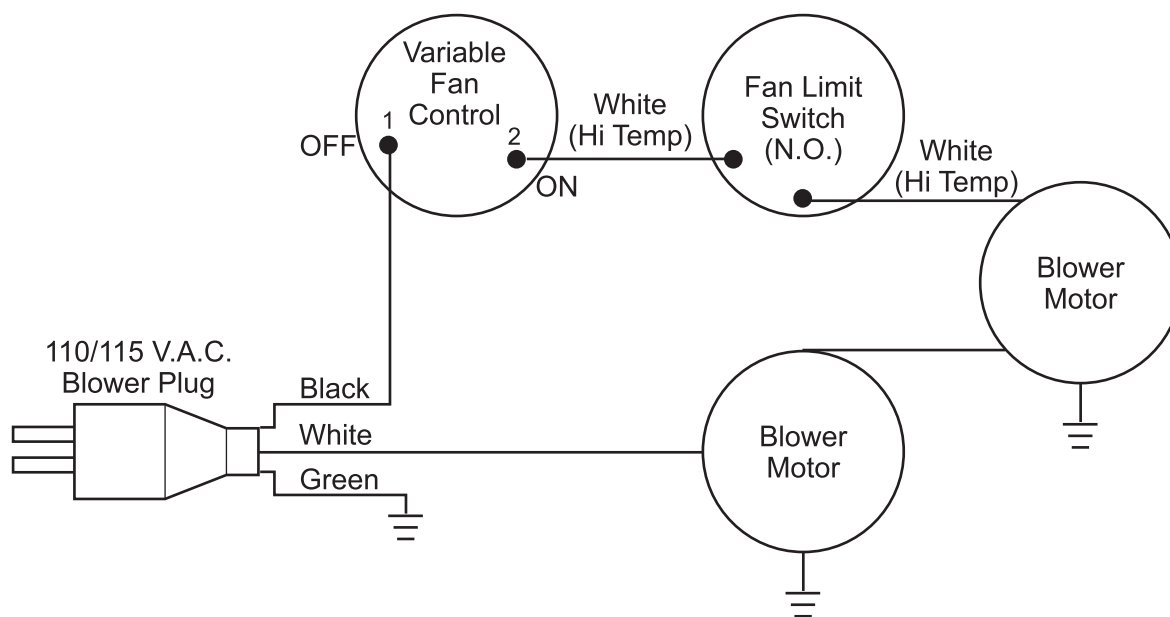 Variable
Fan
Control
1
2
OFF
ON
White
(Hi Temp)
Fan Limit
Switch
(N.O.)
White
(Hi Temp)
Blower
Motor
110/115 V.A.C.
Blower Plug
Black
White
Green
Blower
Motor